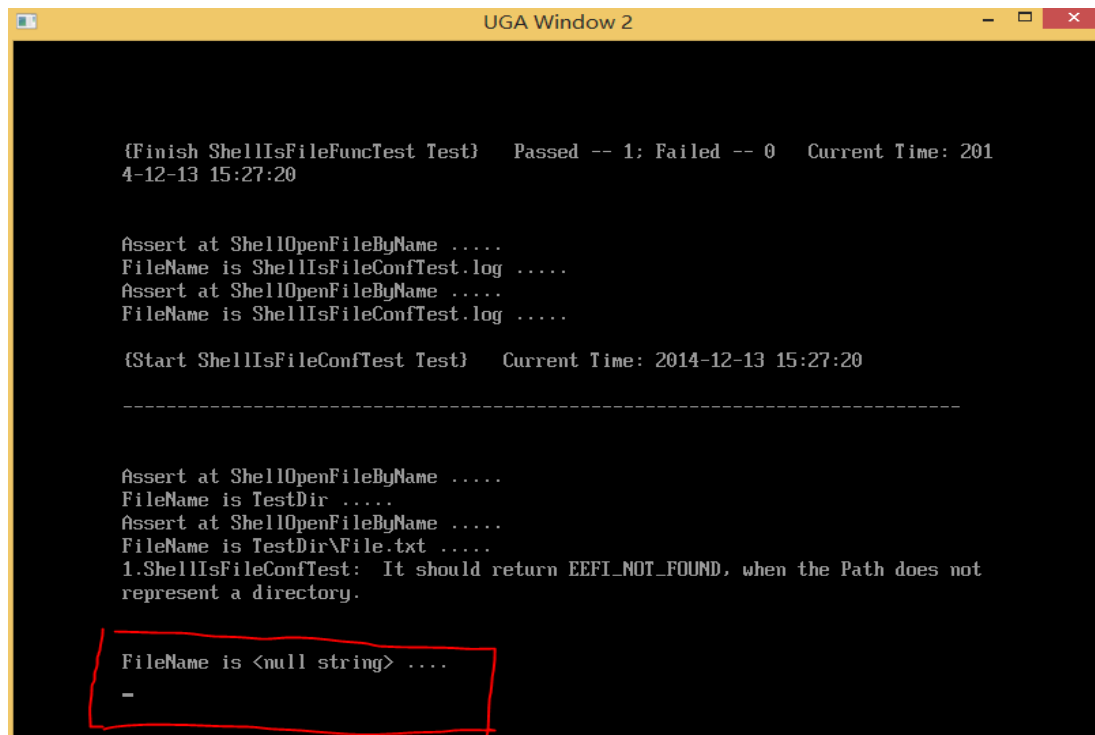 UGA Window 2
{Finish ShellIsFileFuncTest Test}   Passed -- 1; Failed -- 0   Current Time: 201
4-12-13 15:27:20
Assert at ShellOpenFileByName .....
FileName is ShellIsFileConfTest.log .....
Assert at ShellOpenFileByName .....
FileName is ShellIsFileConfTest.log .....
{Start ShellIsFileConfTest Test}   Current Time: 2014-12-13 15:27:20
------------------------------------------------------------------------------
Assert at ShellOpenFileByName .....
FileName is TestDir .....
Assert at ShellOpenFileByName .....
FileName is TestDir\File.txt .....
1.ShellIsFileConfTest:  It should return EEFI_NOT_FOUND, when the Path does not
represent a directory.
FileName is <null string> ....
_